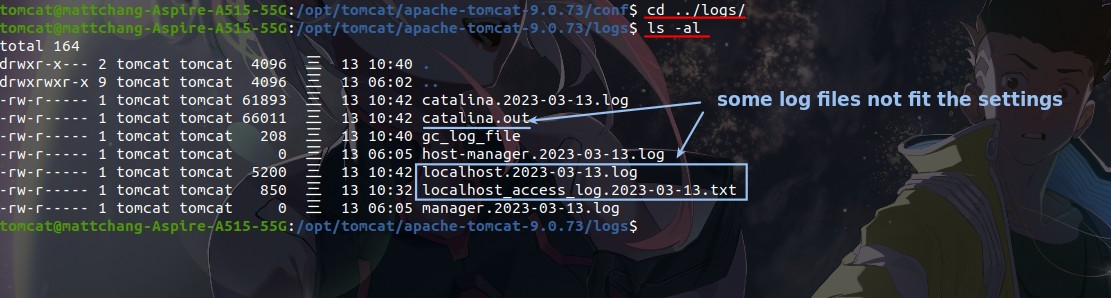 tomcat@mattchang-Aspire-A515-55G:/opt/tomcat/apache-tomcat-9.0.73/conf$ cd ../logs/
tomcat@mattchang-Aspire-A515-55G:/opt/tomcat/apache-tomcat-9.0.73/logs$ ls -al
total 164
drwxr-x--- 2 tomcat tomcat  4096  三  13 10:40 .
drwxrwxr-x 9 tomcat tomcat  4096  三  13 06:02 ..
-rw-r----- 1 tomcat tomcat 61893  三  13 10:42 catalina.2023-03-13.log
-rw-r----- 1 tomcat tomcat 66011  三  13 10:42 catalina.out
-rw-r----- 1 tomcat tomcat   208  三  13 10:40 gc_log_file
-rw-r----- 1 tomcat tomcat     0  三  13 06:05 host-manager.2023-03-13.log
-rw-r----- 1 tomcat tomcat  5200  三  13 10:42 localhost.2023-03-13.log
-rw-r----- 1 tomcat tomcat   850  三  13 10:32 localhost_access_log.2023-03-13.txt
-rw-r----- 1 tomcat tomcat     0  三  13 06:05 manager.2023-03-13.log
tomcat@mattchang-Aspire-A515-55G:/opt/tomcat/apache-tomcat-9.0.73/logs$
some log files not fit the settings